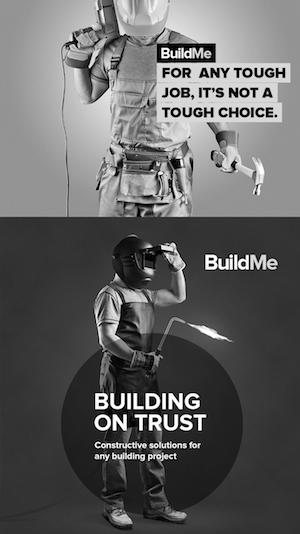 BuildMe
FOR ANY TOUGH
JOB, IT'S NOT A
TOUGH CHOICE.
BuildMe
BUILDING
ON TRUST
Constructive solutions for
any building project